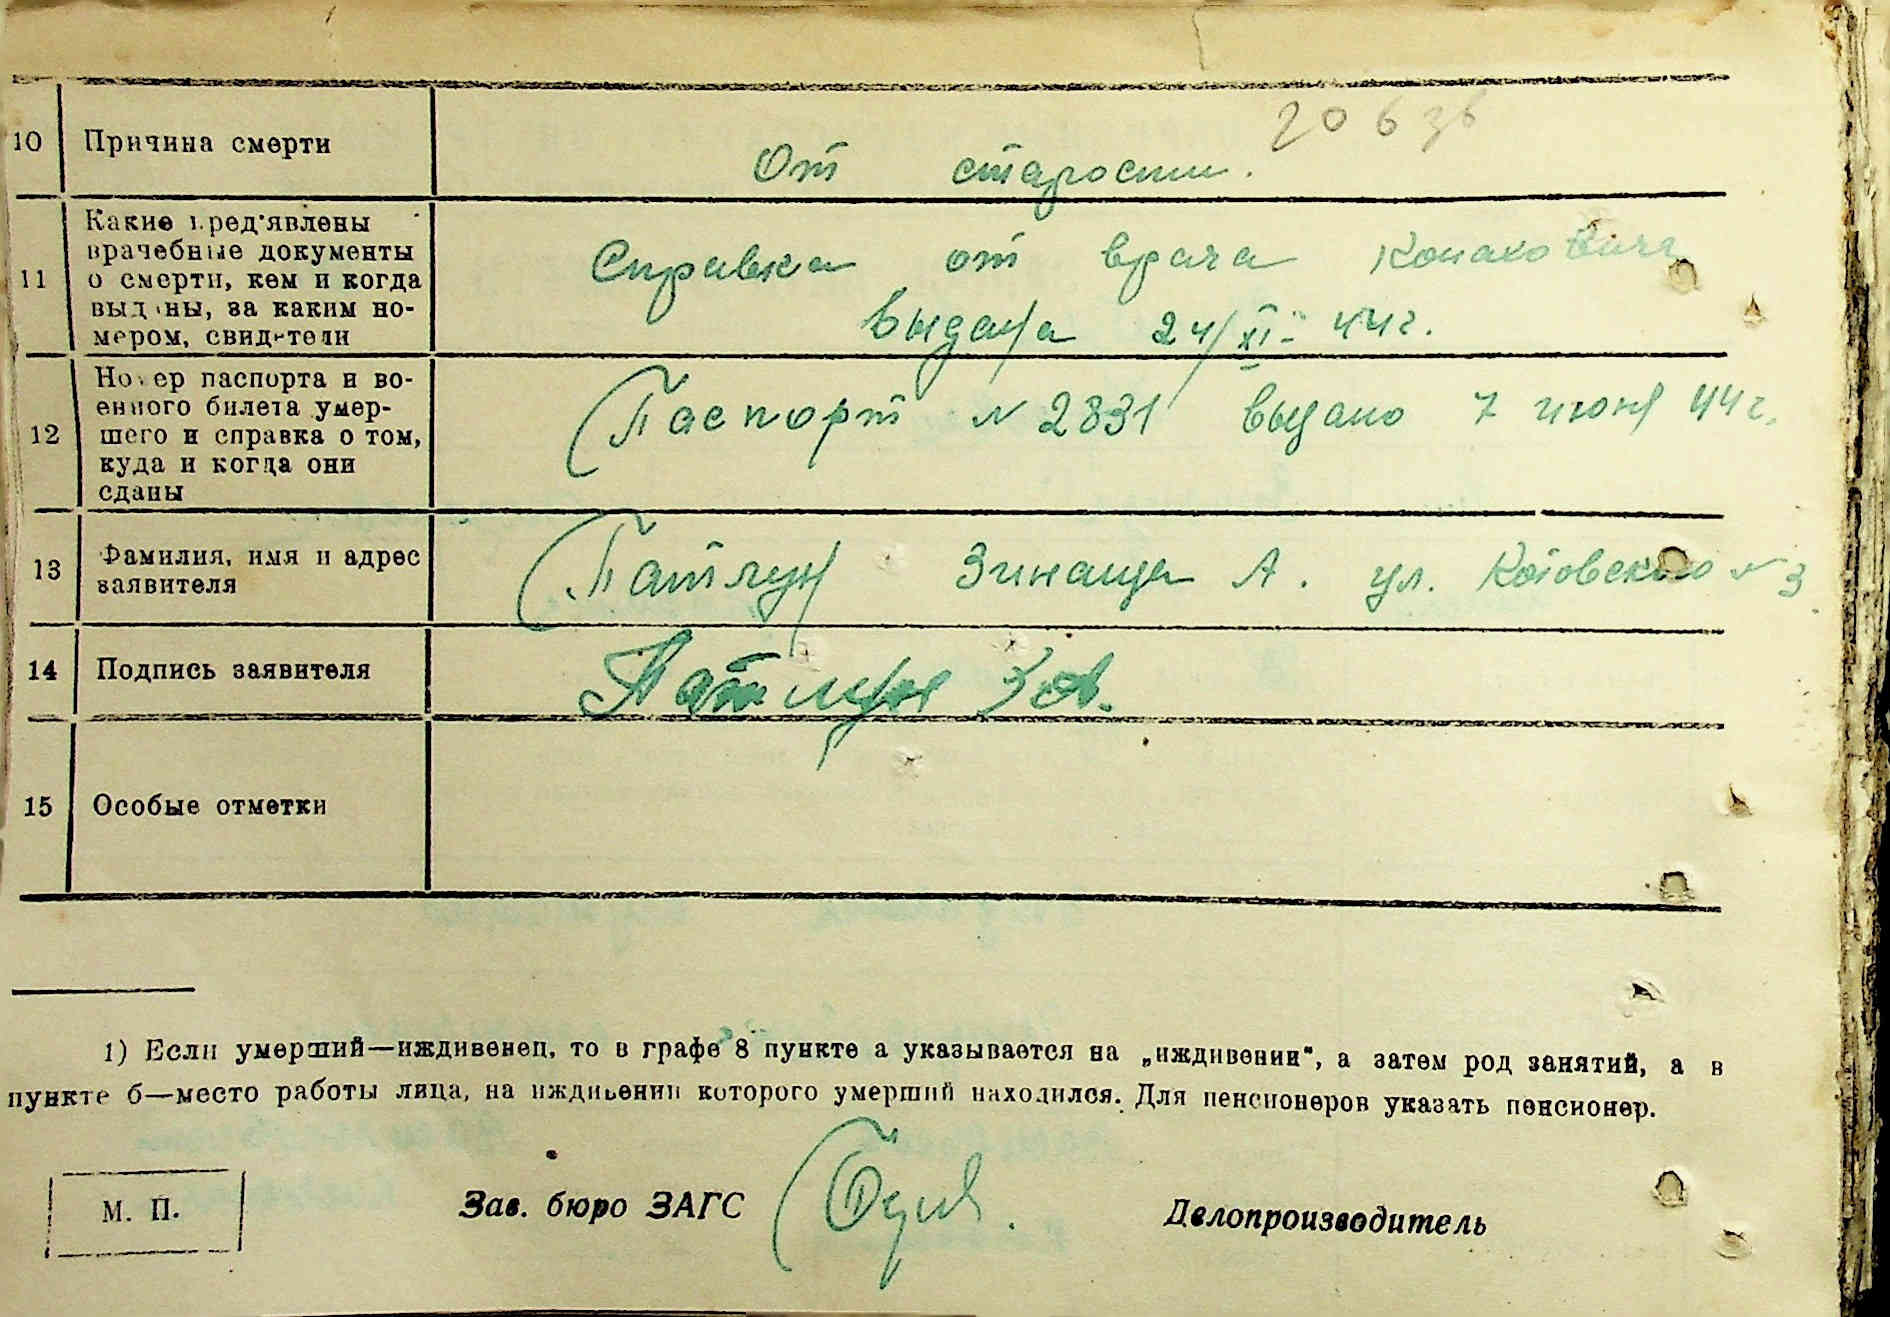 20636
10 Причина смерти От старости.
11 Какие пред'явлены врачебные документы о смерти, кем и когда выданы, за каким но-
мером, свидетели
Справка от врача
выдана 24/XI- 44г.
12 Номер паспорта и во-
енного билета умер-
шего и справка о том,
куда и когда они
сданы
Паспорт № 2831 выдано 7 июня 44г.
13 Фамилия, имя и адрес
заявителя
Зинаида А. ул. Котовского № 3
14 Подпись заявителя
15 Особые отметки
1) Если умерший—иждивенец, то в графе 8 пункте а указывается на „иждивении“, а затем род занятий, а в
пункте б—место работы лица, на иждивении которого умерший находился. Для пенсионеров указать пенсионер.
М. П. Зав. бюро ЗАГС Делопроизводитель